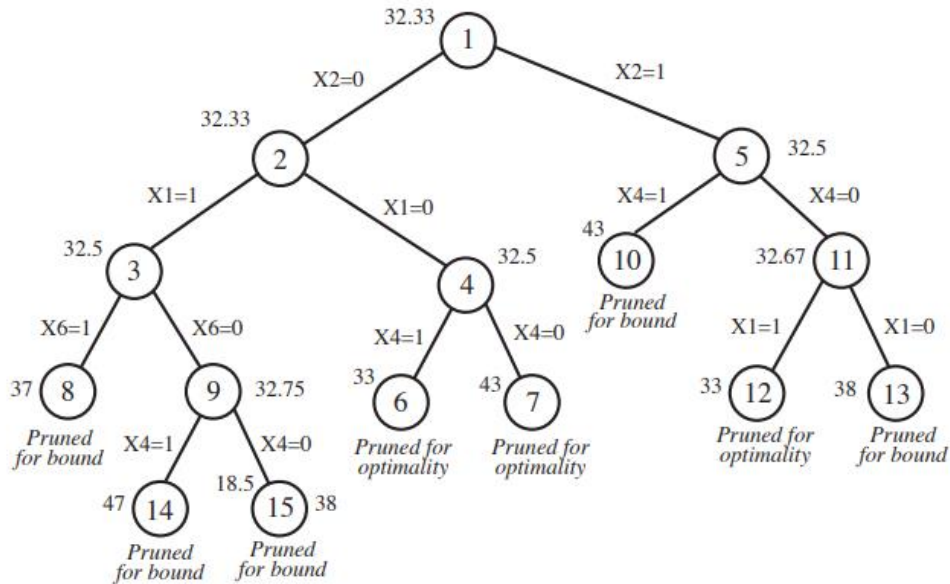 32.33
1
X2=0
X2=1
32.33
2
5
32.5
X1=1
X1=0
X4=1
X4=0
32.5
3
32.5
4
43
10
32.67
11
Pruned
for bound
X6=1
X6=0
X4=1
X4=0
X1=1
X1=0
37
8
9
32.75
33
6
43
7
33
12
38
13
Pruned
for bound
Pruned for
optimality
Pruned for
optimality
Pruned for
optimality
Pruned
for bound
X4=1
X4=0
47
14
18.5
15
38
Pruned
for bound
Pruned
for bound